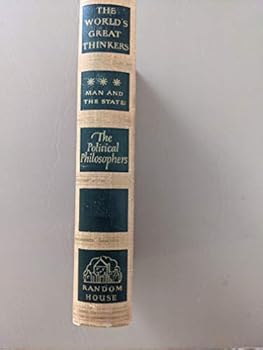 THE
WORLD'S
GREAT
THINKERS
* * *
MAN AND
THE STATE:
The
Political
Philosophers
RANDOM
HOUSE